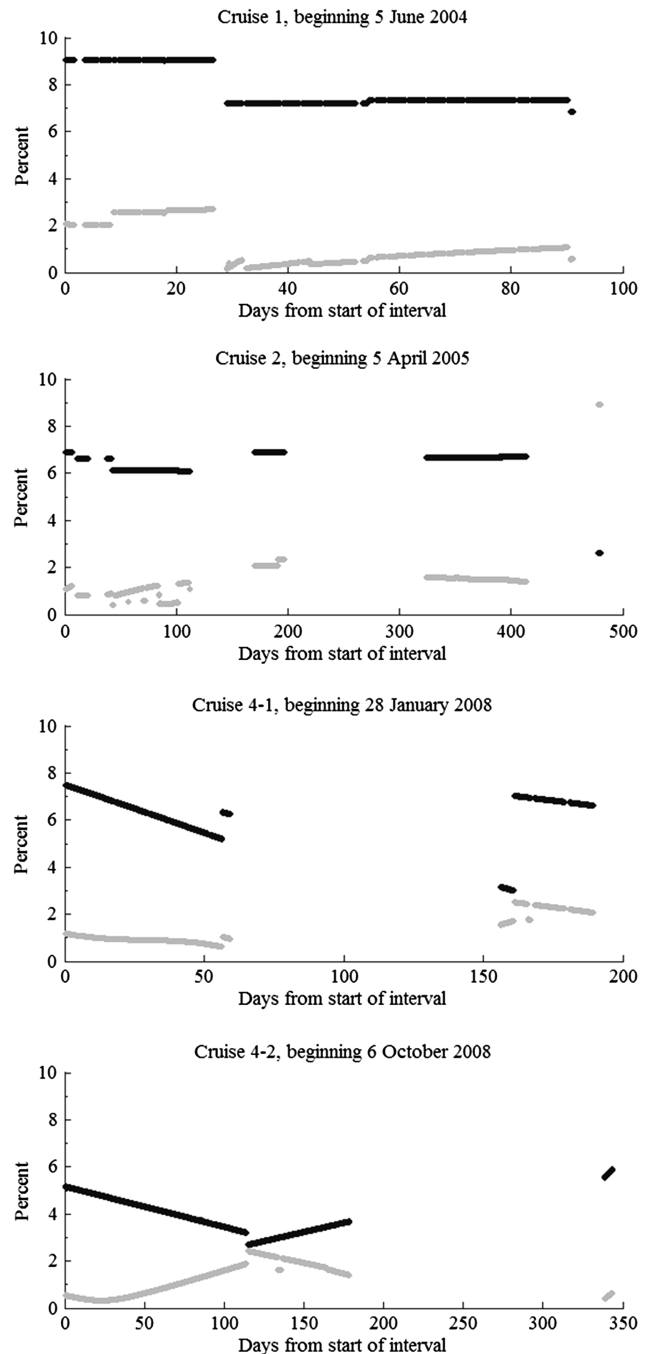 Cruise 1, beginning 5 June 2004
10
8
6
4
2
0
Percent
0 20 40 60 80 100
Days from start of interval
Cruise 2, beginning 5 April 2005
10
8
6
4
2
0
Percent
0 100 200 300 400 500
Days from start of interval
Cruise 4-1, beginning 28 January 2008
10
8
6
4
2
0
Percent
0 50 100 150 200
Days from start of interval
Cruise 4-2, beginning 6 October 2008
10
8
6
4
2
0
Percent
0 50 100 150 200 250 300 350
Days from start of interval